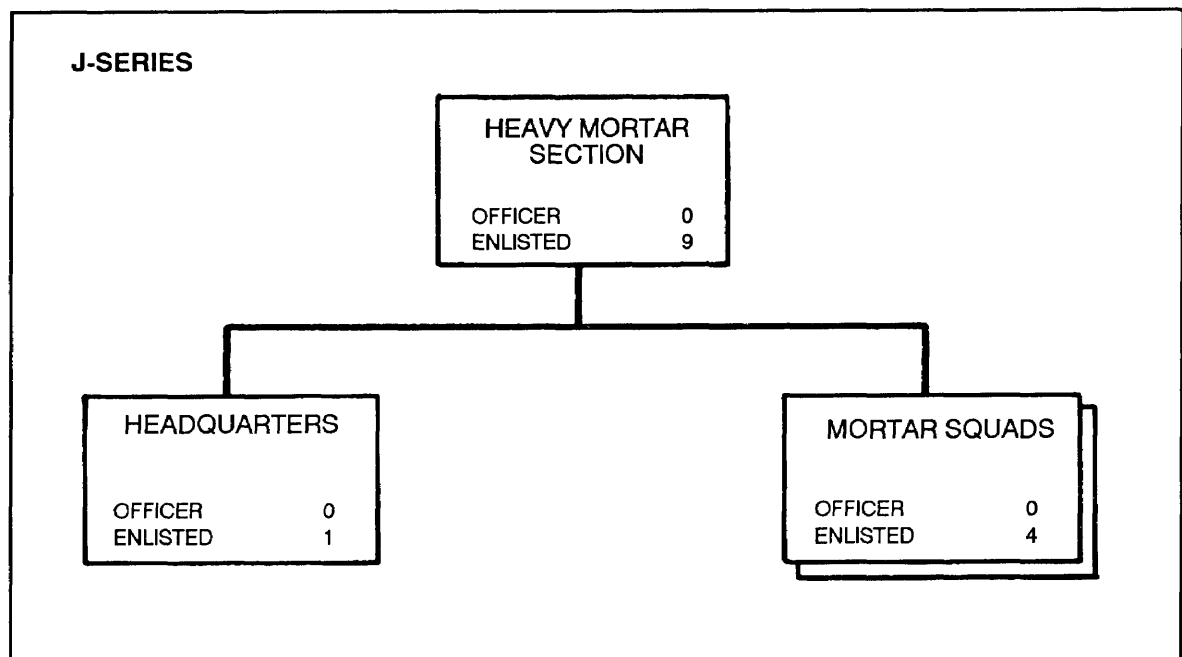 J-SERIES
HEAVY MORTAR
SECTION
OFFICER 0
ENLISTED 9
HEADQUARTERS
OFFICER 0
ENLISTED 1
MORTAR SQUADS
OFFICER 0
ENLISTED 4